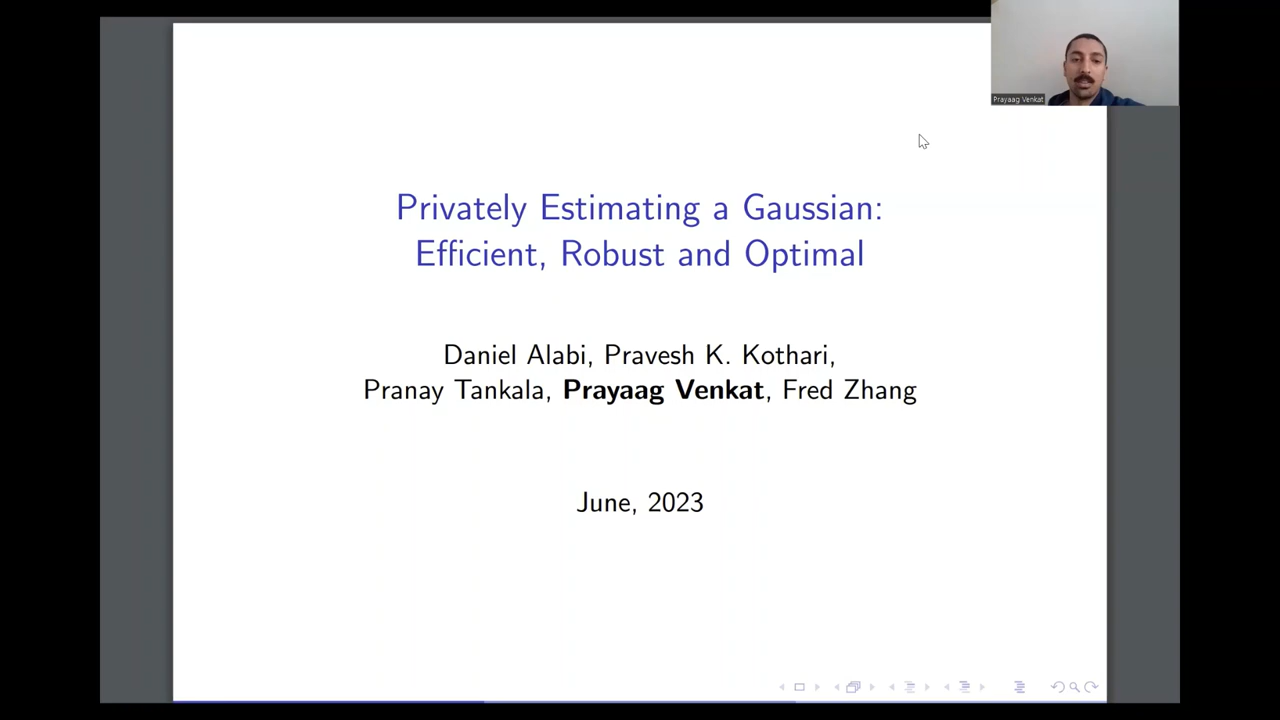 Prayaag Venkat
Privately Estimating a Gaussian:
Efficient, Robust and Optimal
Daniel Alabi, Pravesh K. Kothari,
Pranay Tankala, Prayaag Venkat, Fred Zhang
June, 2023